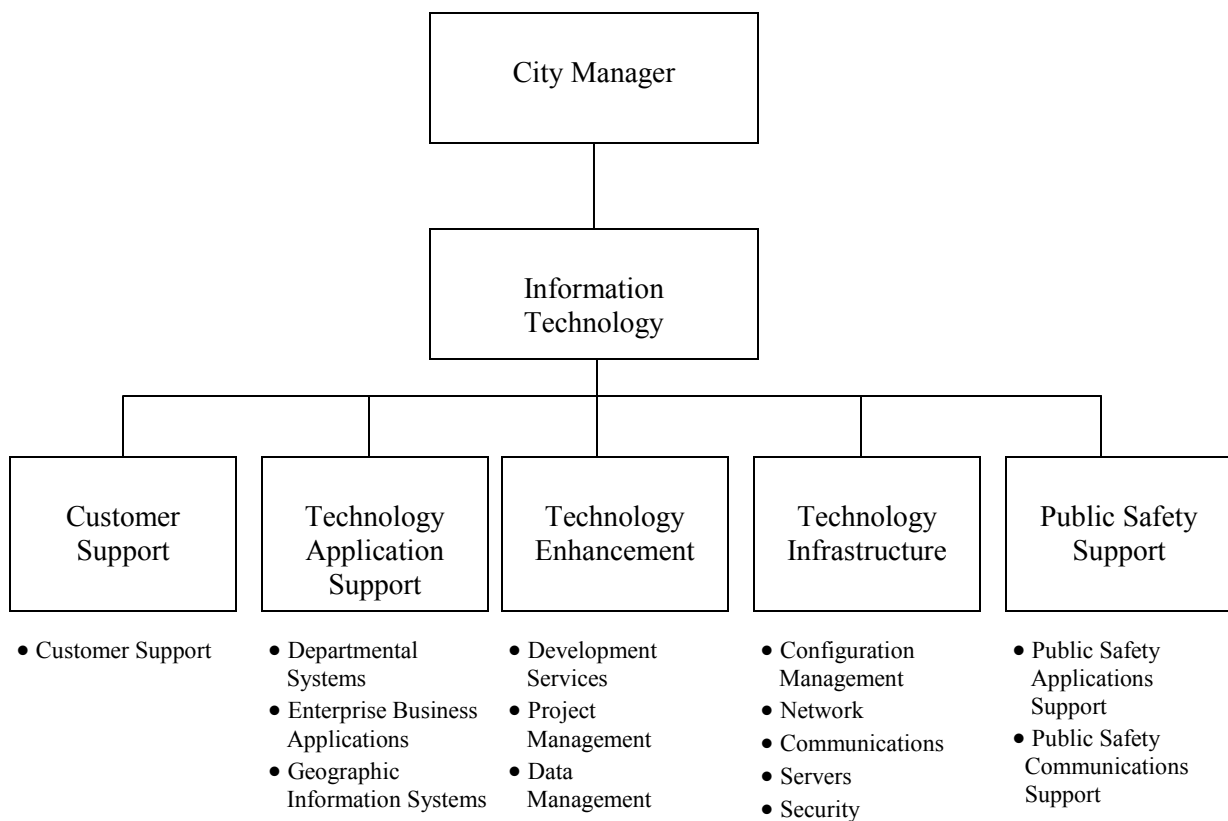 City Manager
Information
Technology
Customer
Support
Technology
Application
Support
Technology
Enhancement
Technology
Infrastructure
Public Safety
Support
• Customer Support
• Departmental
Systems
• Enterprise Business
Applications
• Geographic
Information Systems
• Development
Services
• Project
Management
• Data
Management
• Configuration
Management
• Network
• Communications
• Servers
• Security
• Public Safety
Applications
Support
• Public Safety
Communications
Support